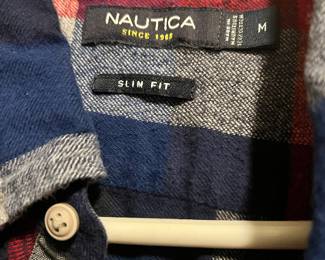 NAUTICA
SINCE 1983
M
SLIM FIT